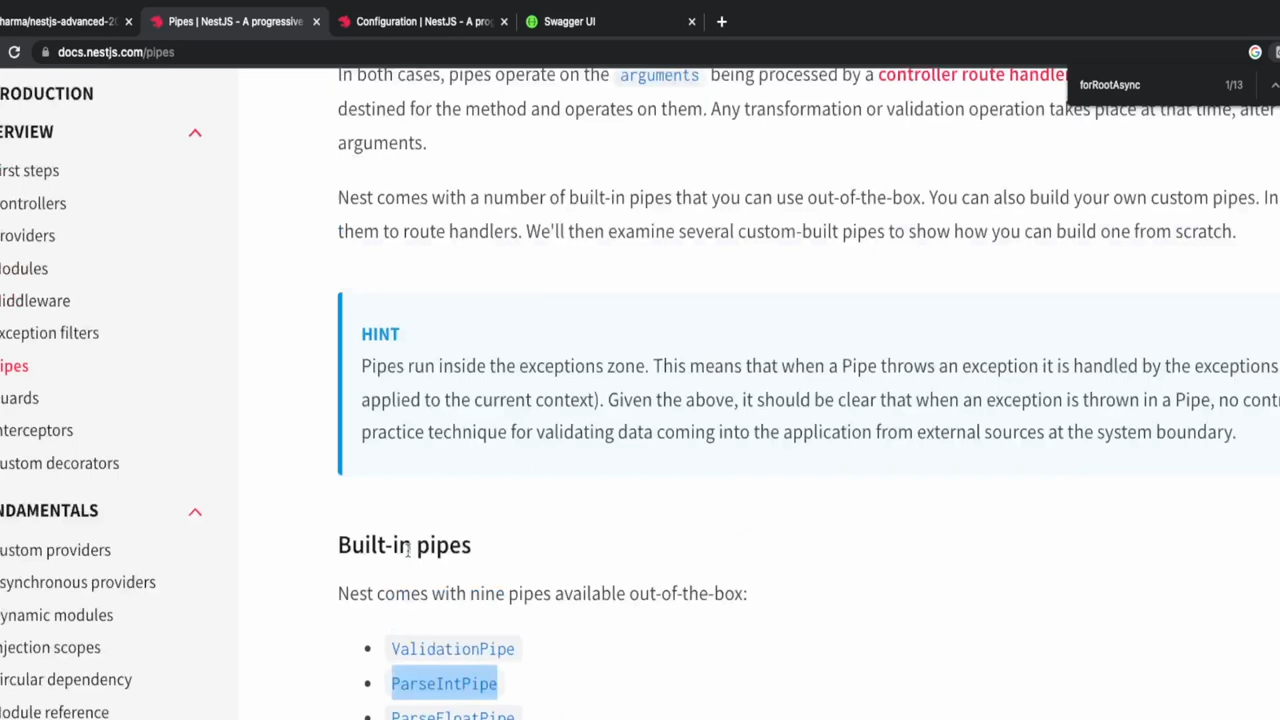 harma/nestjs-advanced-20
Pipes | NestJS - A progressive
Configuration | NestJS - A prog
Swagger UI
docs.nestjs.com/pipes
forRootAsync
1/13
RODUCTION
ERVIEW
irst steps
ontrollers
roviders
Modules
iddleware
xception filters
ipes
uards
nterceptors
ustom decorators
NDAMENTALS
ustom providers
synchronous providers
ynamic modules
njection scopes
ircular dependency
Module reference
In both cases, pipes operate on the arguments being processed by a controller route handler
destined for the method and operates on them. Any transformation or validation operation takes place at that time, after
arguments.
Nest comes with a number of built-in pipes that you can use out-of-the-box. You can also build your own custom pipes. In
them to route handlers. We'll then examine several custom-built pipes to show how you can build one from scratch.
HINT
Pipes run inside the exceptions zone. This means that when a Pipe throws an exception it is handled by the exceptions
applied to the current context). Given the above, it should be clear that when an exception is thrown in a Pipe, no cont
practice technique for validating data coming into the application from external sources at the system boundary.
Built-in pipes
Nest comes with nine pipes available out-of-the-box:
ValidationPipe
ParseIntPipe
ParseFloatPipe